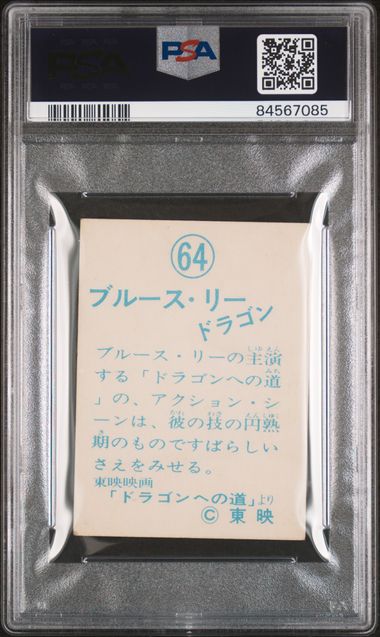 PSA
PSA
84567085
64
ブルース・リー
ドラゴン
ブルース・リーの主演
する「ドラゴンへの道
」の、アクション・シ
ーンは、彼の技の円熟
期のものですばらしい
さえをみせる。
東映映画
「ドラゴンへの道」より
© 東映